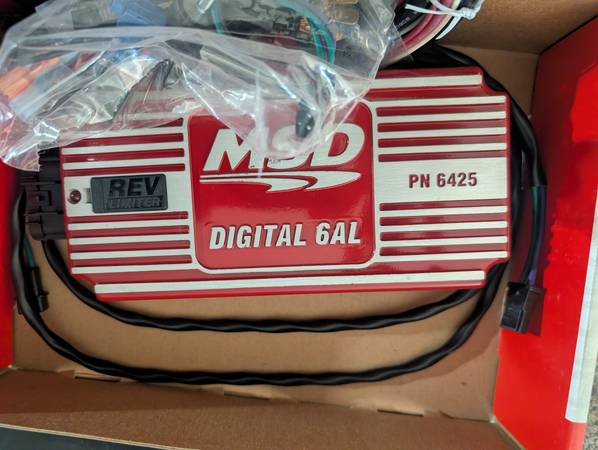 MSD
REV
LIMITER
PN 6425
DIGITAL 6AL